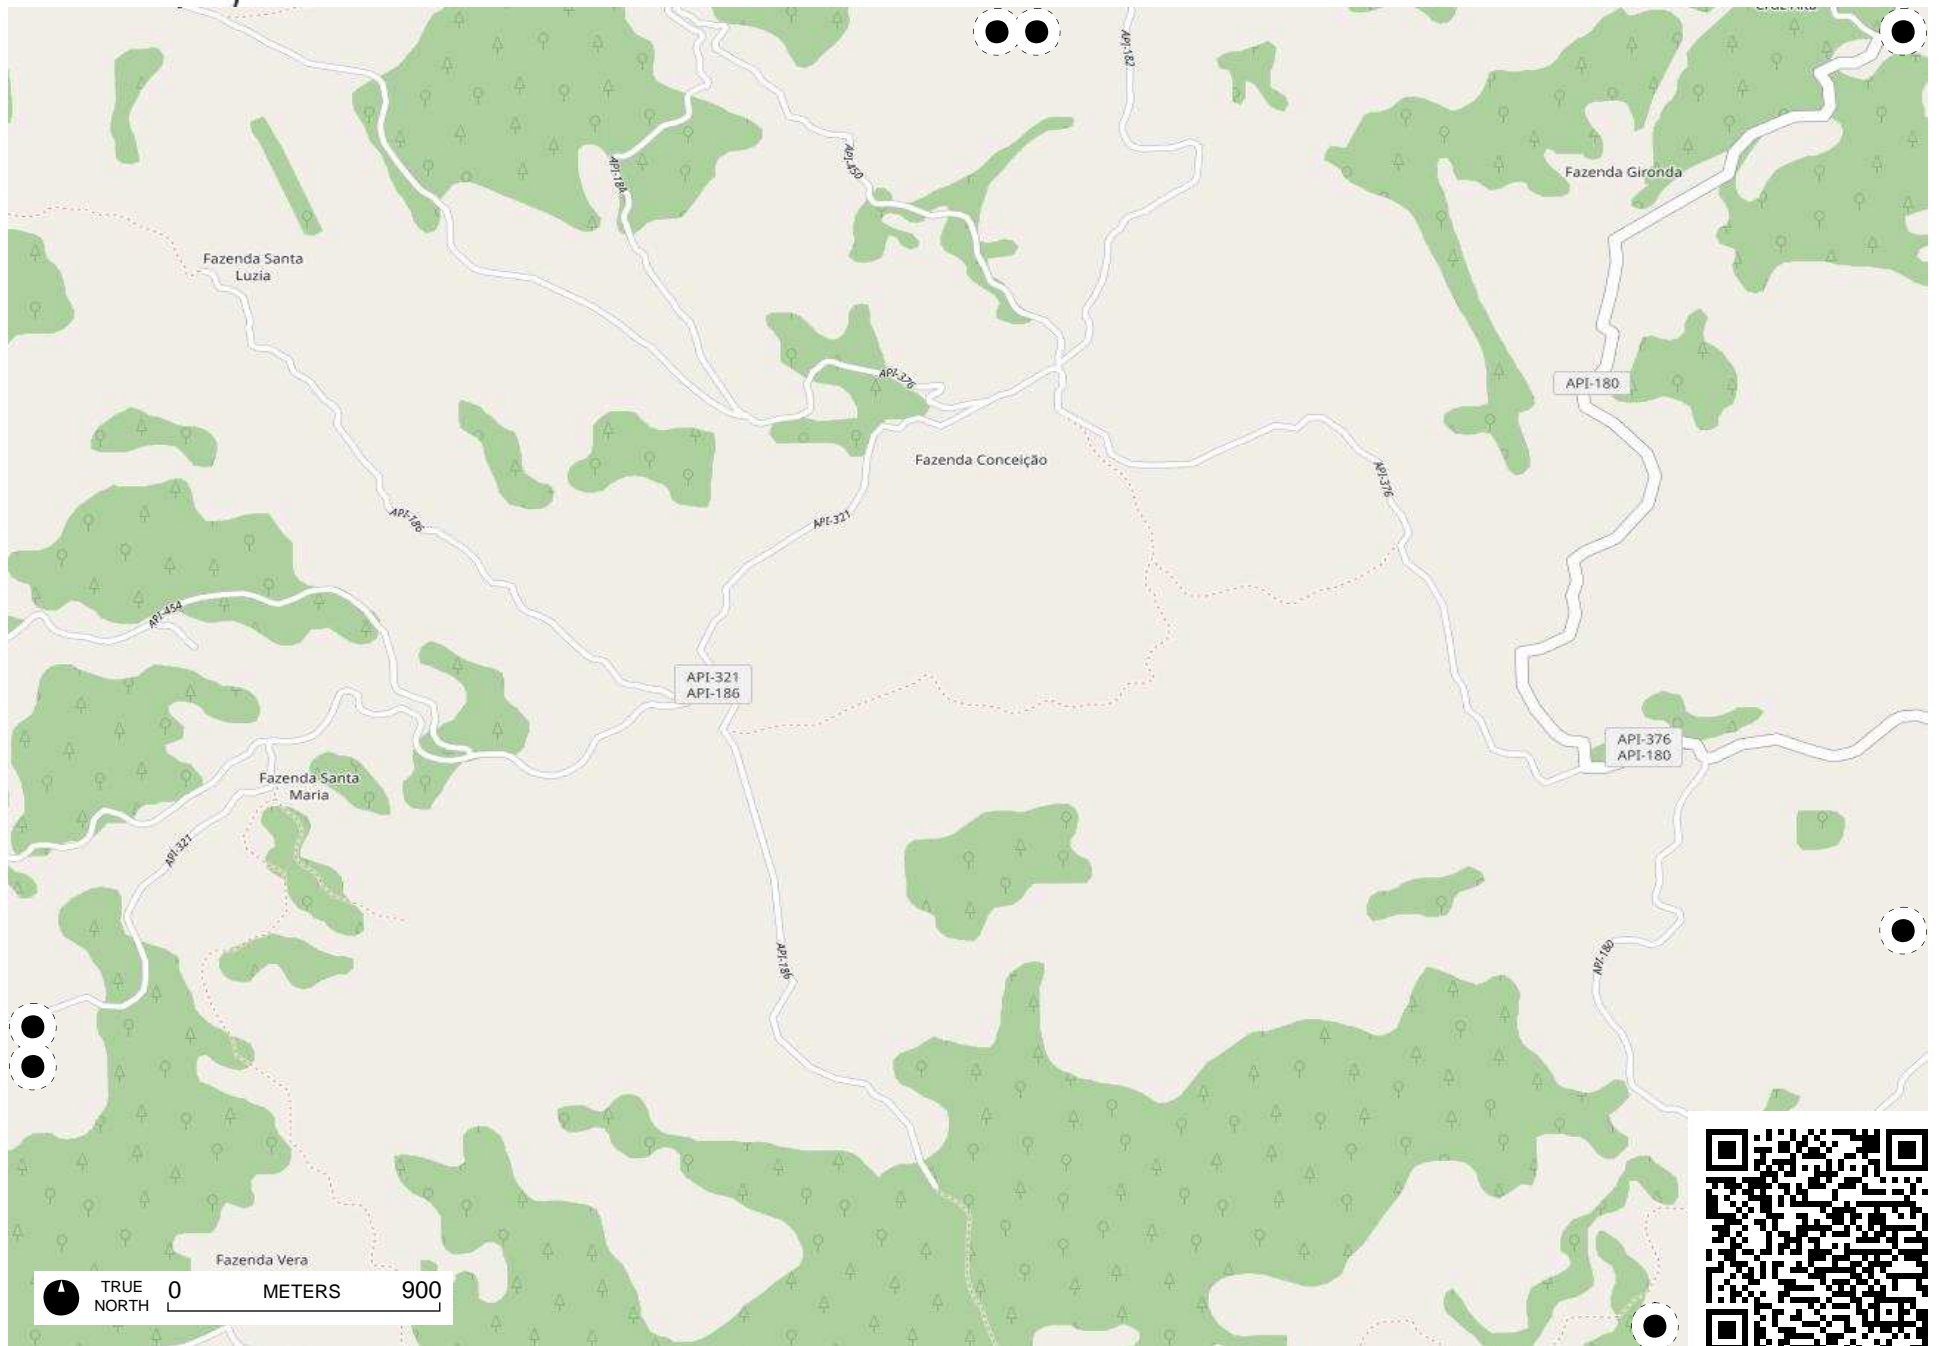 API-182
API-184
API-450
Fazenda Gironda
Fazenda Santa
Luzia
API-376
API-180
Fazenda Conceição
API-376
API-186
API-321
API-454
API-321
API-186
API-376
API-180
Fazenda Santa
Maria
API-321
API-186
API-180
Fazenda Vera
TRUE
NORTH
0 METERS 900